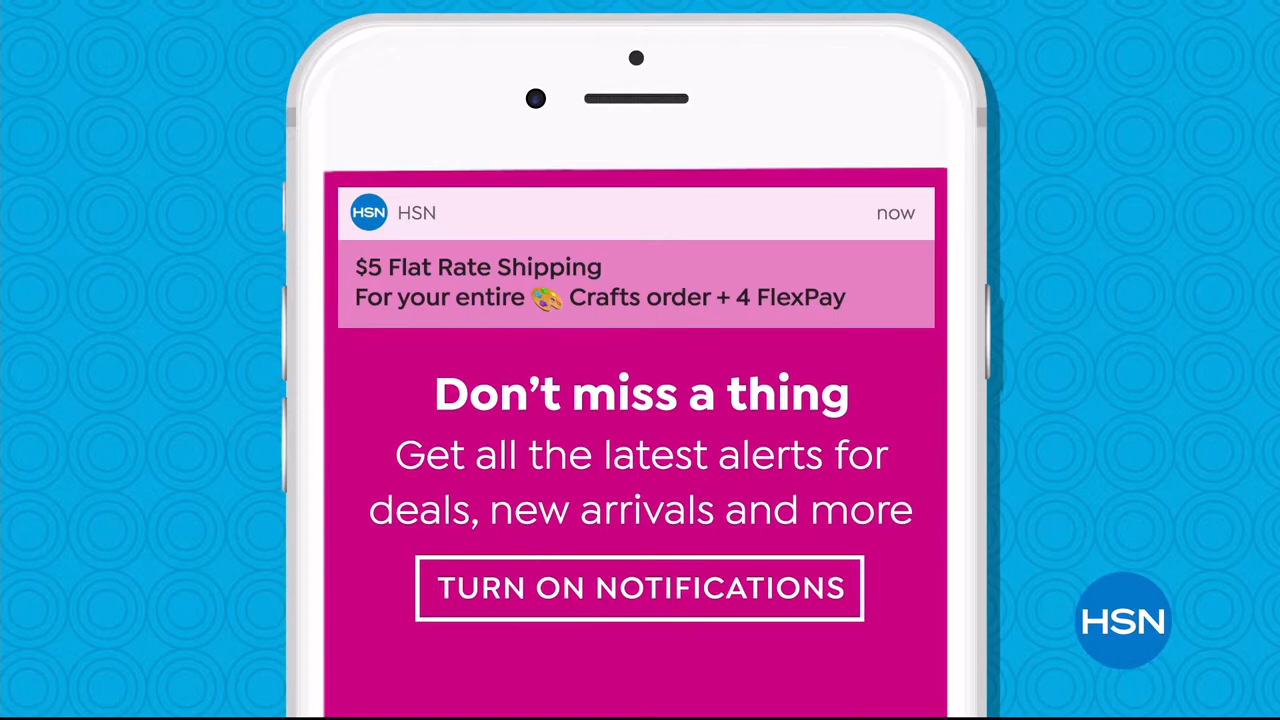 HSN HSN now
$5 Flat Rate Shipping
For your entire 🎨 Crafts order + 4 FlexPay
Don't miss a thing
Get all the latest alerts for
deals, new arrivals and more
TURN ON NOTIFICATIONS
HSN